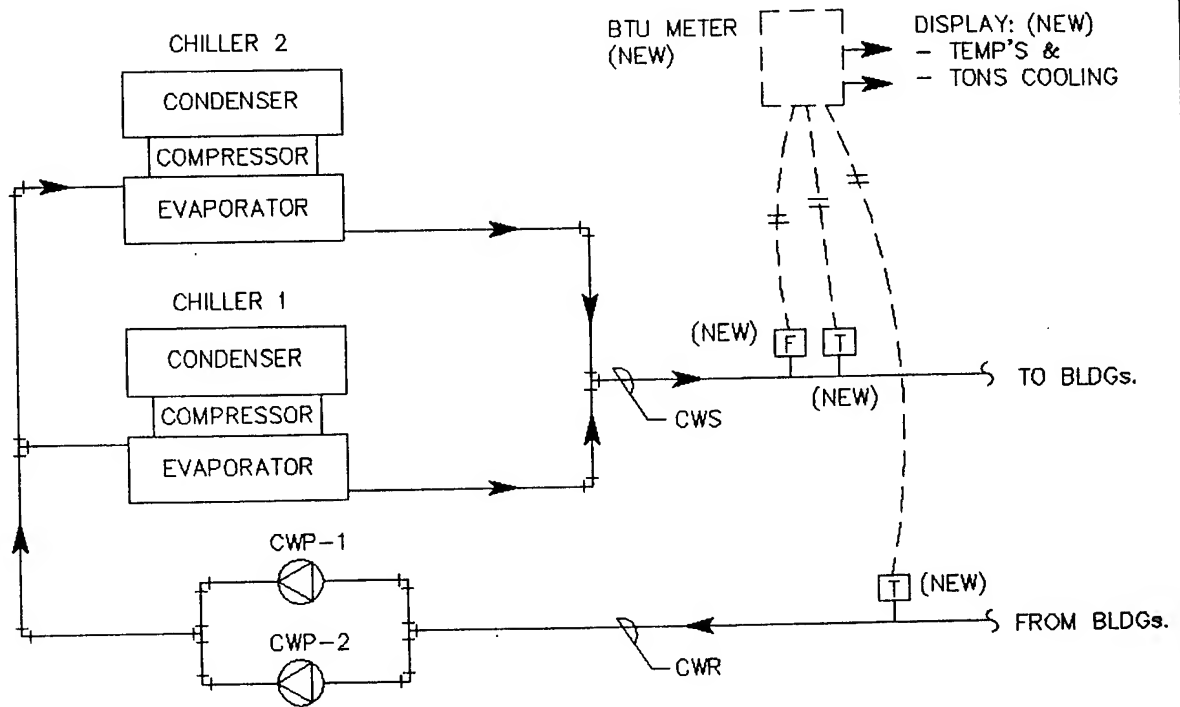 BTU METER
(NEW)
DISPLAY: (NEW)
- TEMP'S &
- TONS COOLING
CHILLER 2
CONDENSER
COMPRESSOR
EVAPORATOR
CHILLER 1
CONDENSER
COMPRESSOR
EVAPORATOR
(NEW)
F
T
(NEW)
TO BLDGs.
CWS
CWP-1
CWP-2
T
(NEW)
FROM BLDGs.
CWR